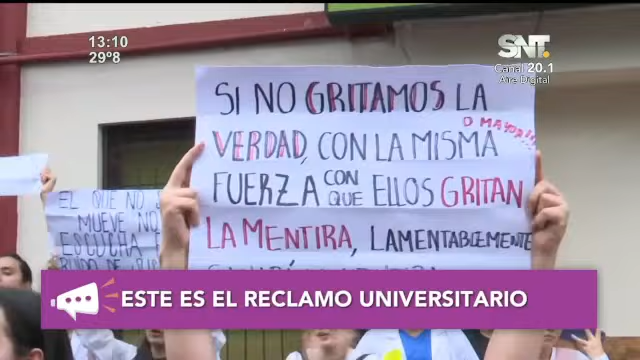 13:10
29°8
SNT.
Canal 20.1
Aire Digital
SI NO GRITAMOS LA
O MAYOR!!!
VERDAD, CON LA MISMA
FUERZA CON QUE ELLOS GRITAN
LA MENTIRA, LAMENTABLEMENTE
EL QUE NO
MUEVE NO
ESCUCHA
RUIDO DE
ESTE ES EL RECLAMO UNIVERSITARIO